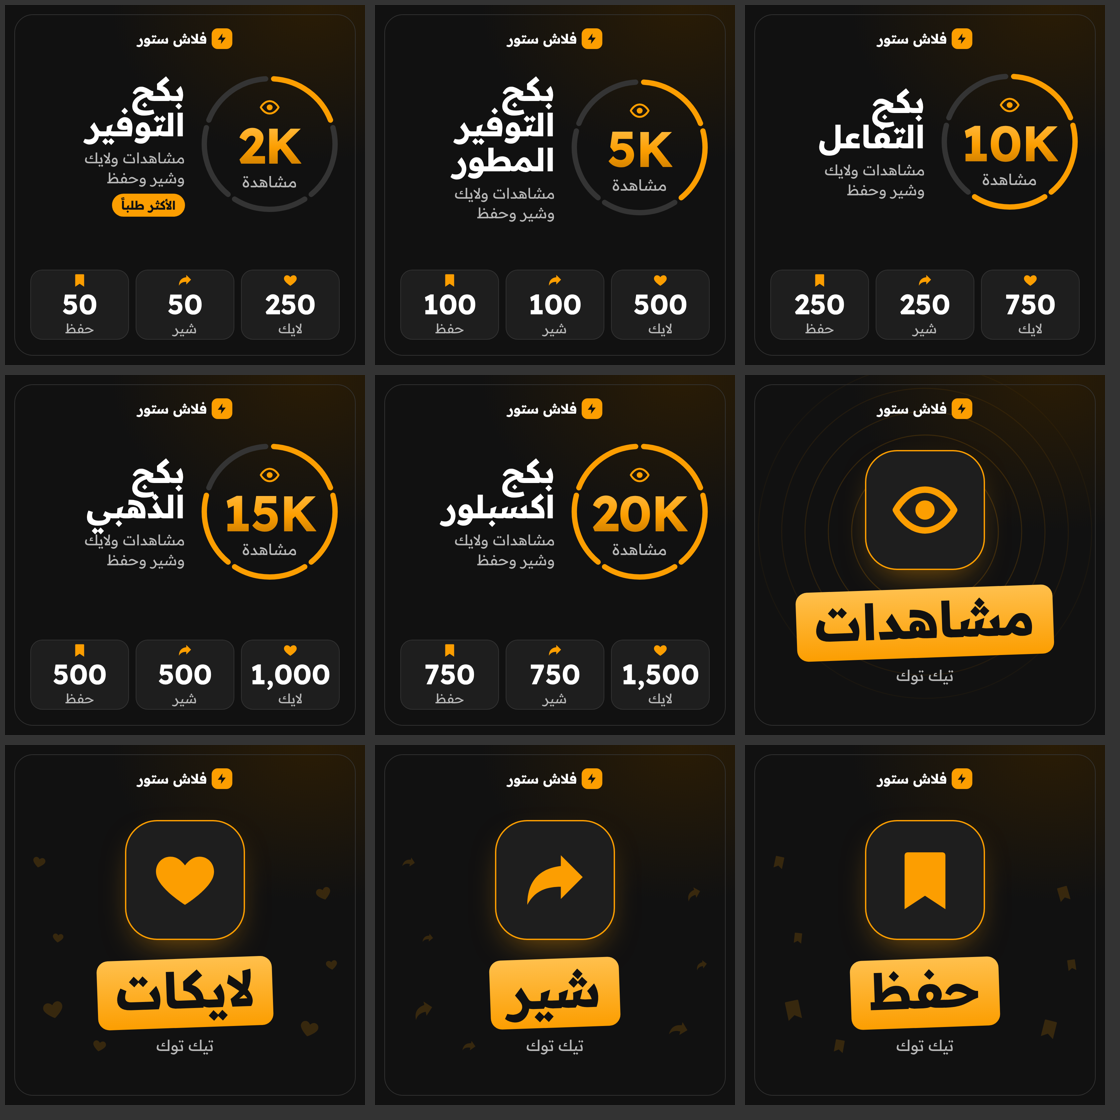 فلاش ستور
بكج
التوفير
مشاهدات ولايك
وشير وحفظ
الأكثر طلباً
2K
مشاهدة
250
لايك
50
شير
50
حفظ
فلاش ستور
بكج
التوفير
المطور
مشاهدات ولايك
وشير وحفظ
5K
مشاهدة
500
لايك
100
شير
100
حفظ
فلاش ستور
بكج
التفاعل
مشاهدات ولايك
وشير وحفظ
10K
مشاهدة
750
لايك
250
شير
250
حفظ
فلاش ستور
بكج
الذهبي
مشاهدات ولايك
وشير وحفظ
15K
مشاهدة
1,000
لايك
500
شير
500
حفظ
فلاش ستور
بكج
اكسبلور
مشاهدات ولايك
وشير وحفظ
20K
مشاهدة
1,500
لايك
750
شير
750
حفظ
فلاش ستور
مشاهدات
تيك توك
فلاش ستور
لايكات
تيك توك
فلاش ستور
شير
تيك توك
فلاش ستور
حفظ
تيك توك